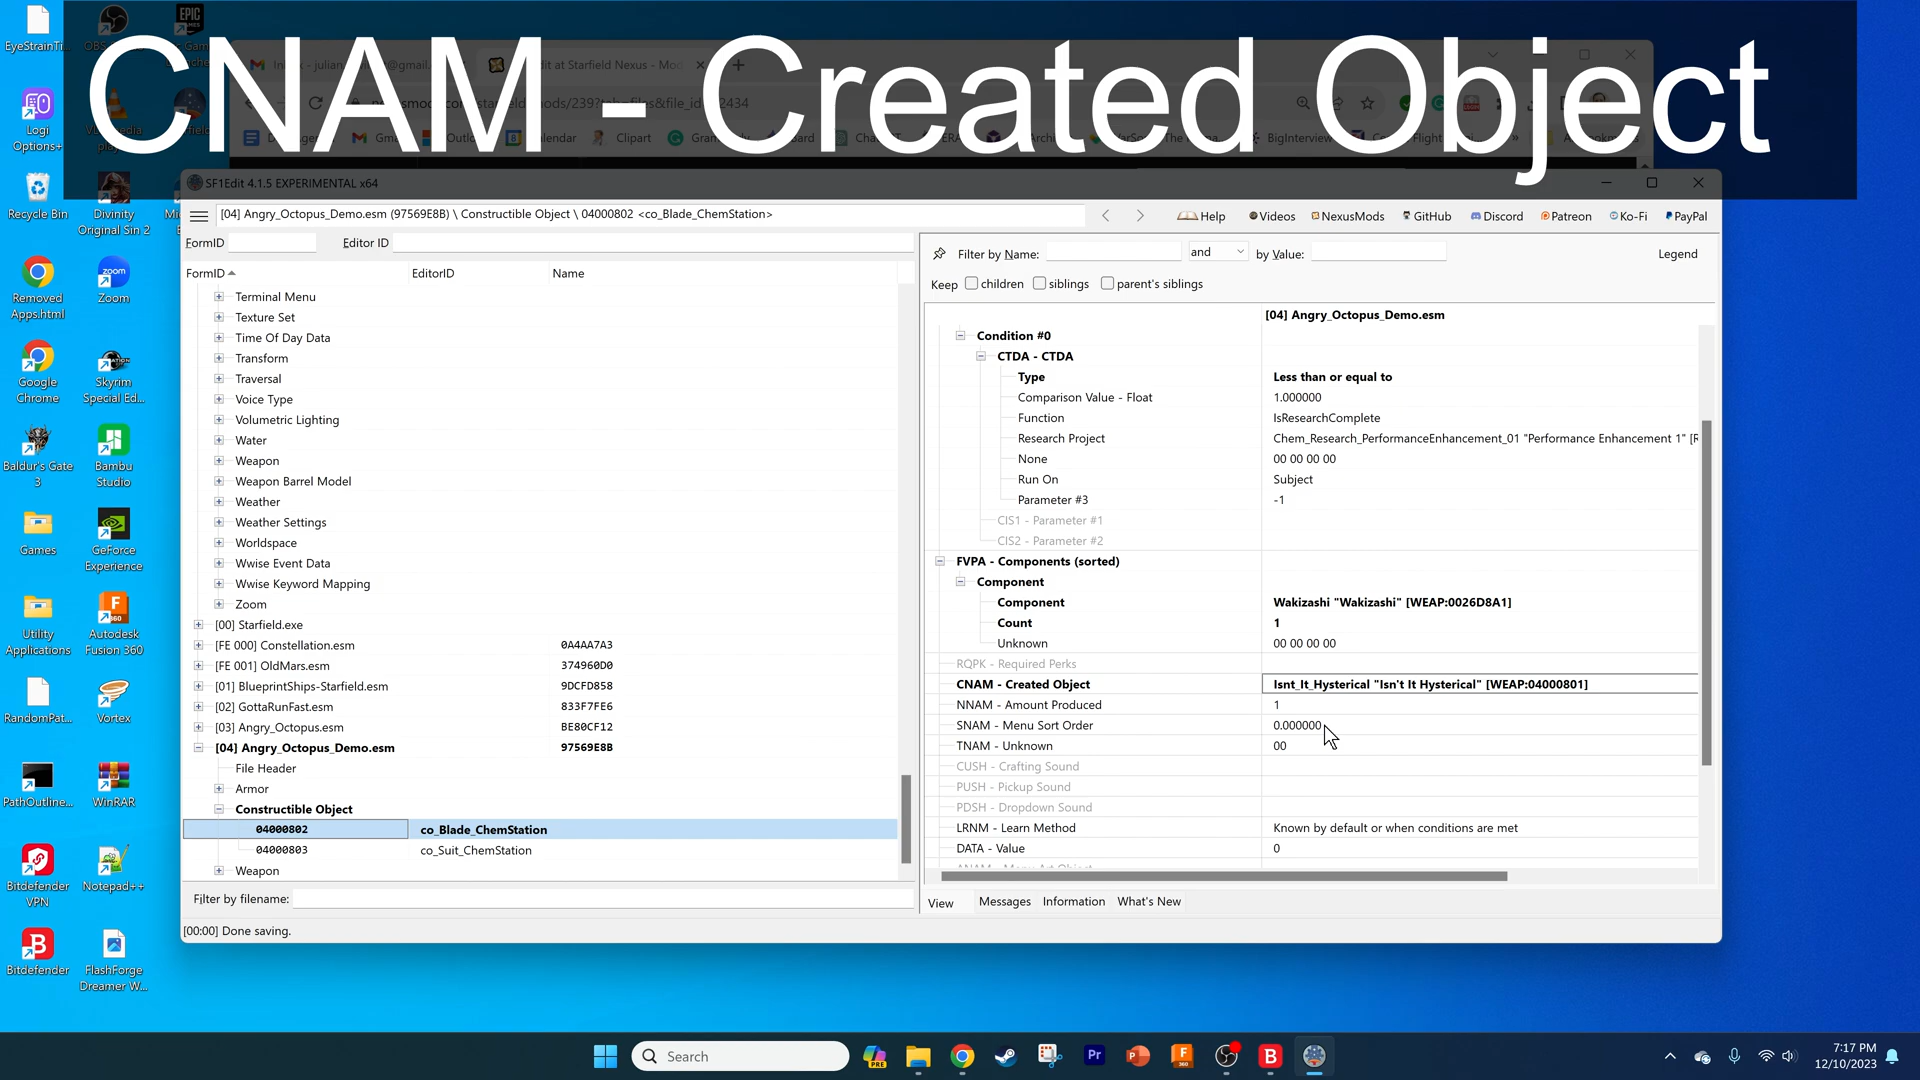 CNAM - Created Object
EyeStrainTi...
Logi
Options+
Recycle Bin
Divinity
Original Sin 2
Removed
Apps.html
Zoom
Google
Chrome
Skyrim
Special Ed...
Baldur's Gate
3
Bambu
Studio
Games
GeForce
Experience
Utility
Applications
Autodesk
Fusion 360
RandomPat...
Vortex
PathOutline...
WinRAR
Bitdefender
VPN
Notepad++
Bitdefender
FlashForge
Dreamer W...
SF1Edit 4.1.5 EXPERIMENTAL x64
[04] Angry_Octopus_Demo.esm (97569E8B) \ Constructible Object \ 04000802 <co_Blade_ChemStation>
Help Videos NexusMods GitHub Discord Patreon Ko-Fi PayPal
FormID Editor ID
FormID EditorID Name
Terminal Menu
Texture Set
Time Of Day Data
Transform
Traversal
Voice Type
Volumetric Lighting
Water
Weapon
Weapon Barrel Model
Weather
Weather Settings
Worldspace
Wwise Event Data
Wwise Keyword Mapping
Zoom
[00] Starfield.exe
[FE 000] Constellation.esm 0A4AA7A3
[FE 001] OldMars.esm 374960D0
[01] BlueprintShips-Starfield.esm 9DCFD858
[02] GottaRunFast.esm 833F7FE6
[03] Angry_Octopus.esm BE80CF12
[04] Angry_Octopus_Demo.esm 97569E8B
File Header
Armor
Constructible Object
04000802 co_Blade_ChemStation
04000803 co_Suit_ChemStation
Weapon
Filter by filename:
[00:00] Done saving.
Filter by Name: and by Value: Legend
Keep children siblings parent's siblings
[04] Angry_Octopus_Demo.esm
Condition #0
CTDA - CTDA
Type Less than or equal to
Comparison Value - Float 1.000000
Function IsResearchComplete
Research Project Chem_Research_PerformanceEnhancement_01 "Performance Enhancement 1" [R
None 00 00 00 00
Run On Subject
Parameter #3 -1
CIS1 - Parameter #1
CIS2 - Parameter #2
FVPA - Components (sorted)
Component
Component Wakizashi "Wakizashi" [WEAP:0026D8A1]
Count 1
Unknown 00 00 00 00
RQPK - Required Perks
CNAM - Created Object Isnt_It_Hysterical "Isn't It Hysterical" [WEAP:04000801]
NNAM - Amount Produced 1
SNAM - Menu Sort Order 0.000000
TNAM - Unknown 00
CUSH - Crafting Sound
PUSH - Pickup Sound
PDSH - Dropdown Sound
LRNM - Learn Method Known by default or when conditions are met
DATA - Value 0
View Messages Information What's New
Search
7:17 PM
12/10/2023